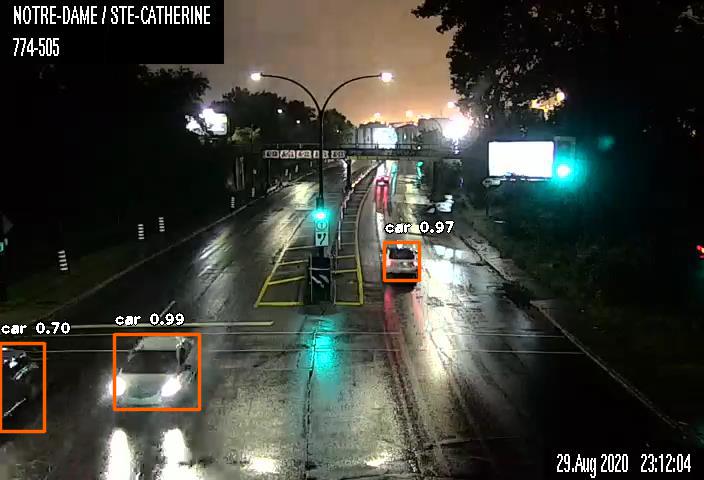 NOTRE-DAME / STE-CATHERINE
774-505
car 0.97
car 0.99
car 0.70
29.Aug 2020 23:12:04